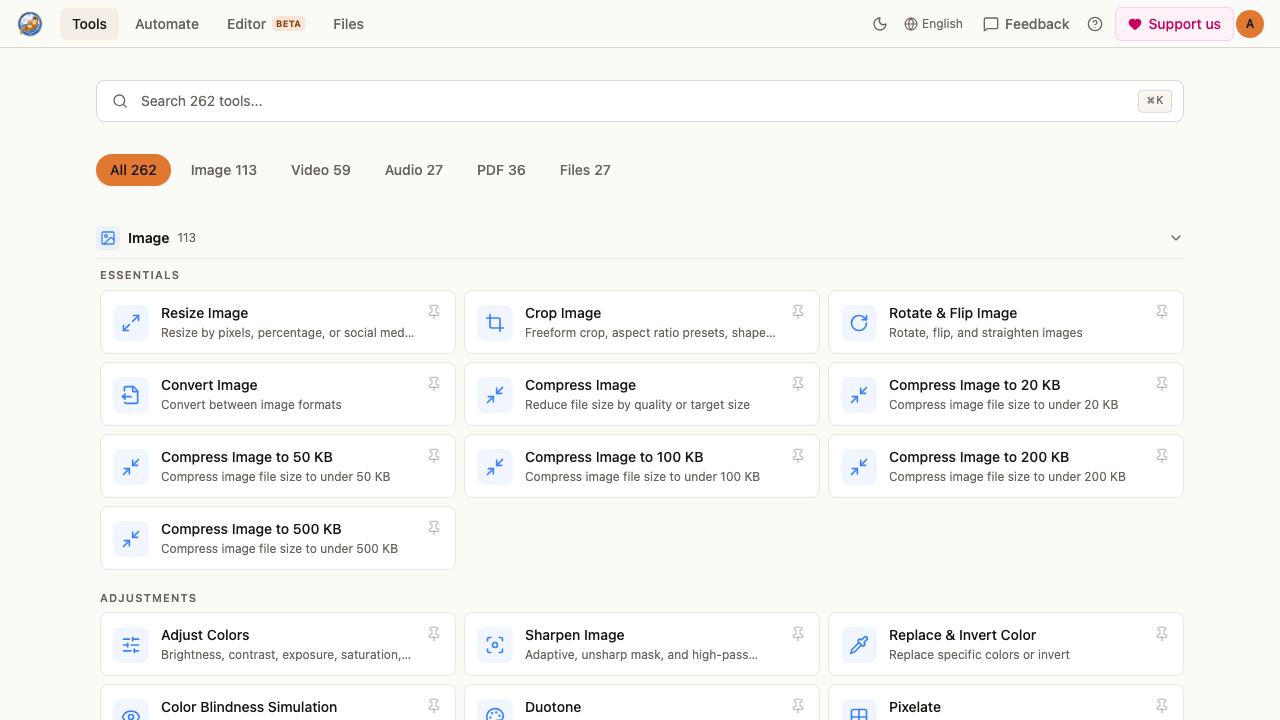 Tools Automate Editor BETA Files English Feedback Support us A
Search 262 tools... ⌘K
All 262 Image 113 Video 59 Audio 27 PDF 36 Files 27
Image 113
ESSENTIALS
Resize Image
Resize by pixels, percentage, or social med...
Crop Image
Freeform crop, aspect ratio presets, shape...
Rotate & Flip Image
Rotate, flip, and straighten images
Convert Image
Convert between image formats
Compress Image
Reduce file size by quality or target size
Compress Image to 20 KB
Compress image file size to under 20 KB
Compress Image to 50 KB
Compress image file size to under 50 KB
Compress Image to 100 KB
Compress image file size to under 100 KB
Compress Image to 200 KB
Compress image file size to under 200 KB
Compress Image to 500 KB
Compress image file size to under 500 KB
ADJUSTMENTS
Adjust Colors
Brightness, contrast, exposure, saturation,...
Sharpen Image
Adaptive, unsharp mask, and high-pass...
Replace & Invert Color
Replace specific colors or invert
Color Blindness Simulation
Duotone
Pixelate